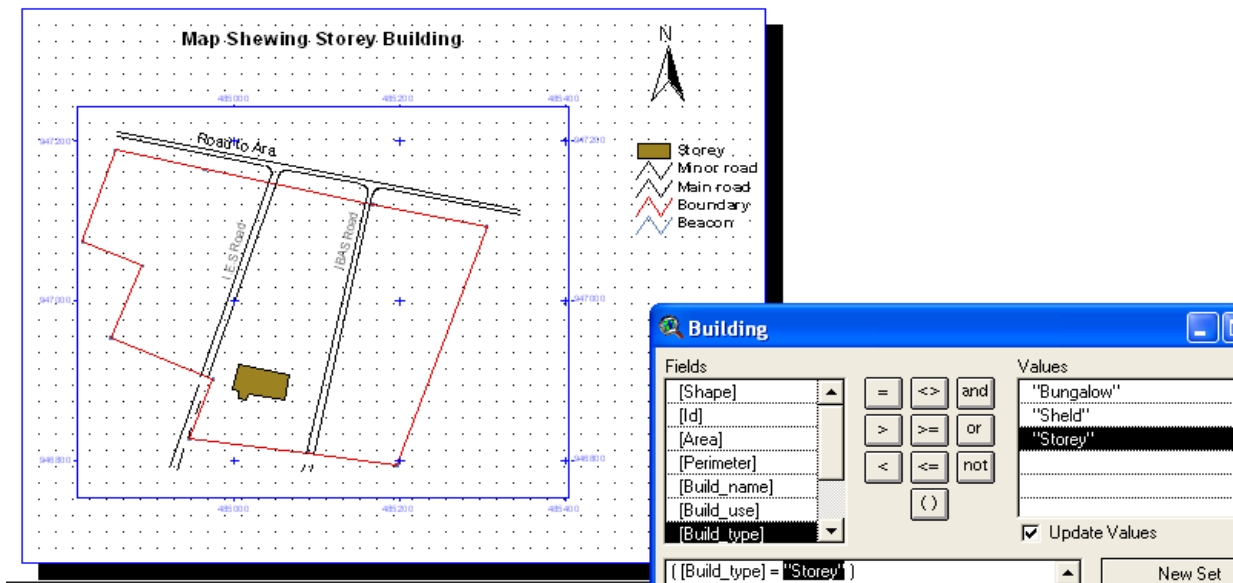 Map Shewing Storey Building
N
485000 485200 485400
947200 947200
Road to Ara
I.E.S Road
IBAS Road
947000 947000
946800 946800
485000 485200 485400
Storey
Minor road
Main road
Boundary
Beacon
Building
Fields
[Shape]
[Id]
[Area]
[Perimeter]
[Build_name]
[Build_use]
[Build_type]
= <> and
> >= or
< <= not
( )
Values
"Bungalow"
"Sheld"
"Storey"
Update Values
( [Build_type] = "Storey" )
New Set